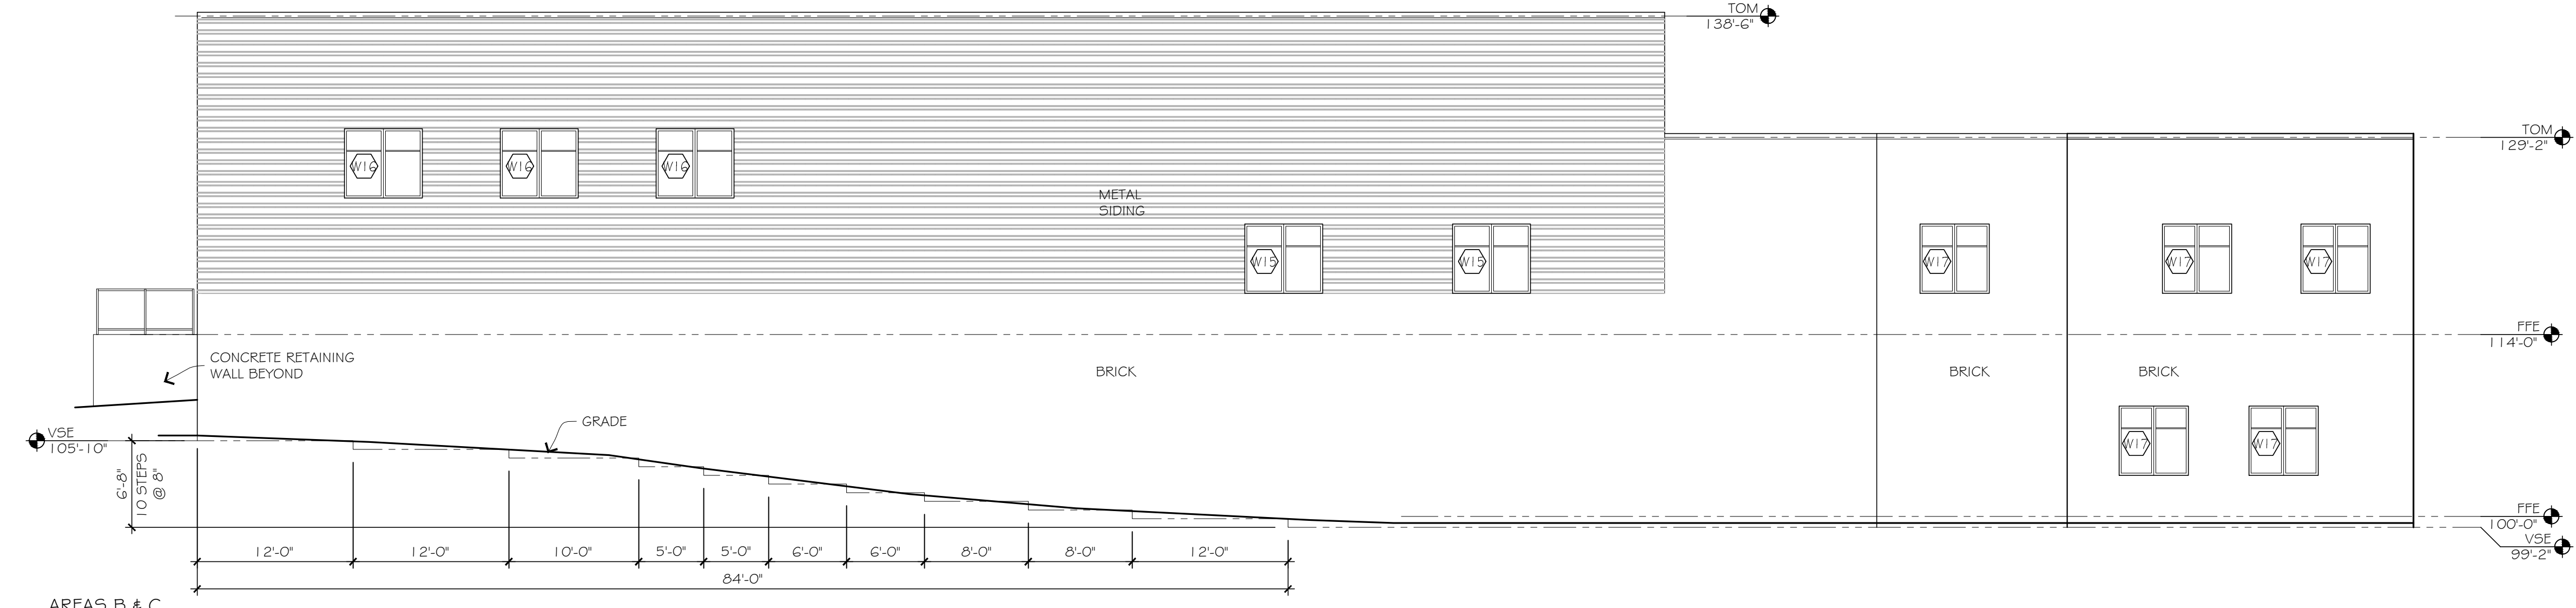 TOM
138'-6"
TOM
129'-2"
W16
W16
W16
METAL
SIDING
W15
W15
W17
W17
W17
FFE
114'-0"
CONCRETE RETAINING
WALL BEYOND
BRICK
BRICK
BRICK
GRADE
VSE
105'-10"
W17
W17
6'-8"
10 STEPS
@ 8"
FFE
100'-0"
VSE
99'-2"
12'-0"
12'-0"
10'-0"
5'-0"
5'-0"
6'-0"
6'-0"
8'-0"
8'-0"
12'-0"
84'-0"
AREAS B & C